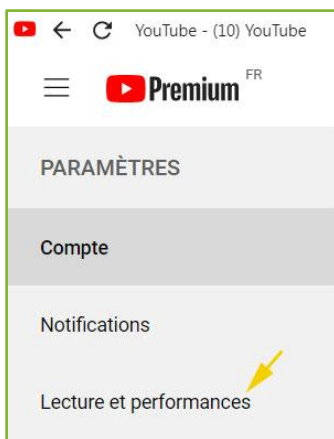 YouTube - (10) YouTube
Premium FR
PARAMÈTRES
Compte
Notifications
Lecture et performances